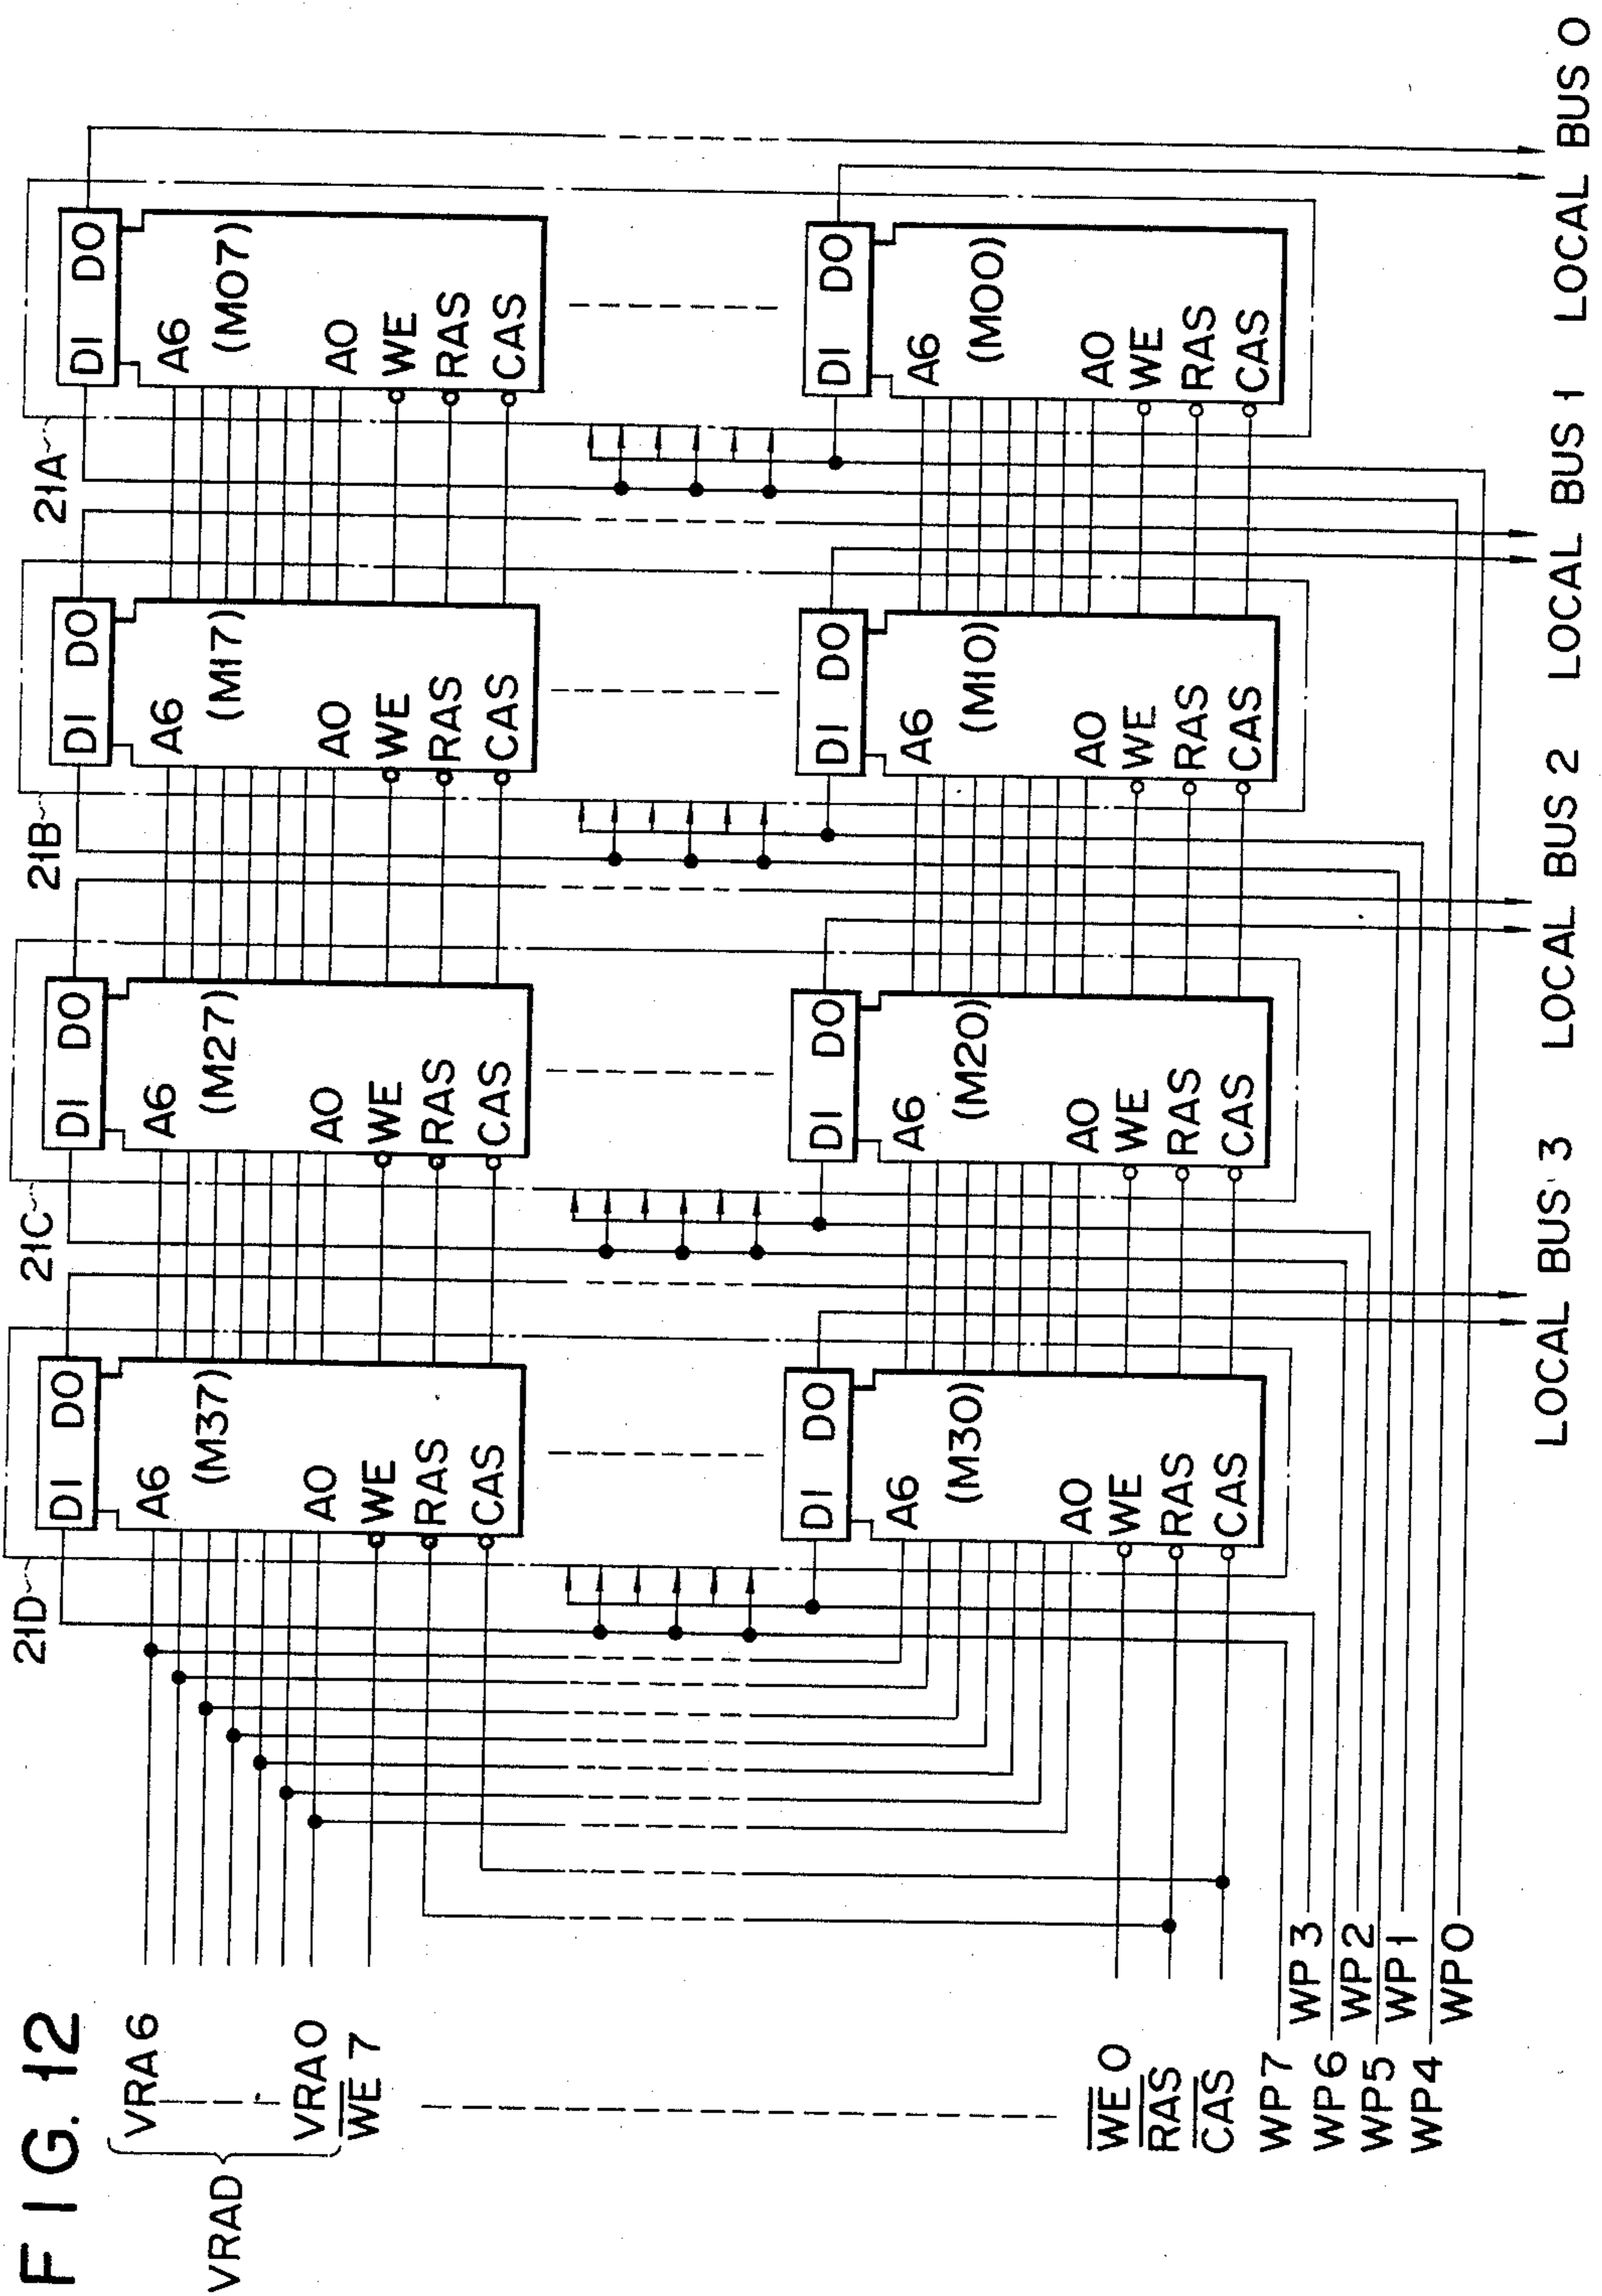 FIG. 12
VRAD
VRA6
VRA0
WE7
WE0
RAS
CAS
WP7
WP3
WP6
WP2
WP5
WP1
WP4
WP0
21D
DI DO
A6
(M37)
A0
WE
RAS
CAS
DI DO
A6
(M30)
A0
WE
RAS
CAS
21C
DI DO
A6
(M27)
A0
WE
RAS
CAS
DI DO
A6
(M20)
A0
WE
RAS
CAS
21B
DI DO
A6
(M17)
A0
WE
RAS
CAS
DI DO
A6
(M10)
A0
WE
RAS
CAS
21A
DI DO
A6
(M07)
A0
WE
RAS
CAS
DI DO
A6
(M00)
A0
WE
RAS
CAS
LOCAL BUS 3
LOCAL BUS 2
LOCAL BUS 1
LOCAL BUS 0